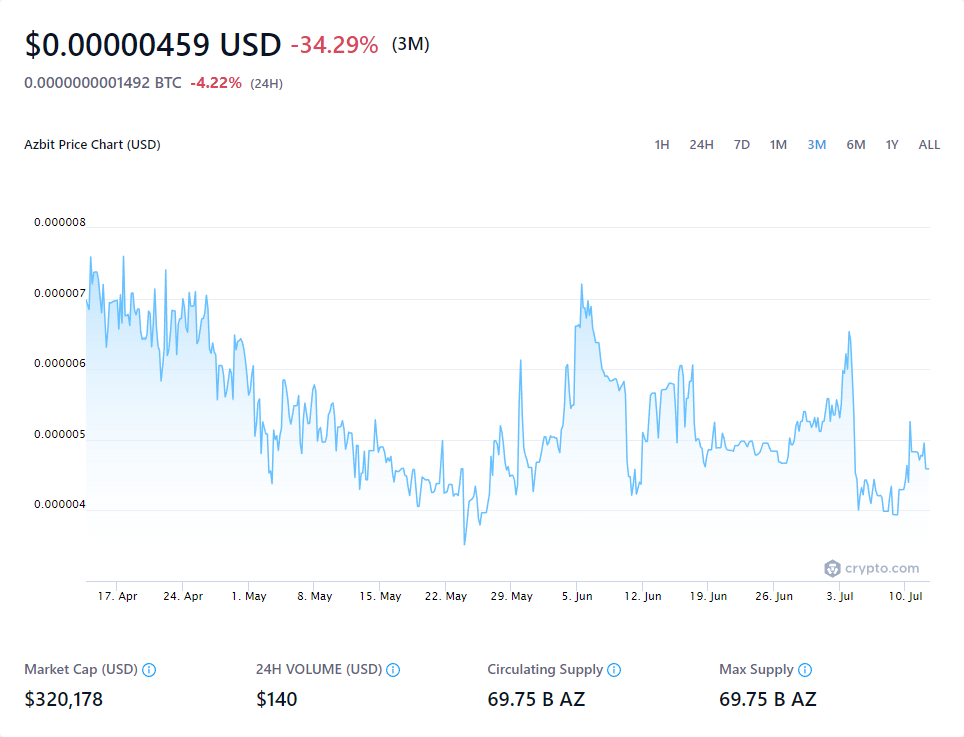 $0.00000459 USD -34.29% (3M)
0.0000000001492 BTC -4.22% (24H)
Azbit Price Chart (USD) 1H 24H 7D 1M 3M 6M 1Y ALL
0.000008
0.000007
0.000006
0.000005
0.000004
crypto.com
17. Apr 24. Apr 1. May 8. May 15. May 22. May 29. May 5. Jun 12. Jun 19. Jun 26. Jun 3. Jul 10. Jul
Market Cap (USD) 24H VOLUME (USD) Circulating Supply Max Supply
$320,178 $140 69.75 B AZ 69.75 B AZ